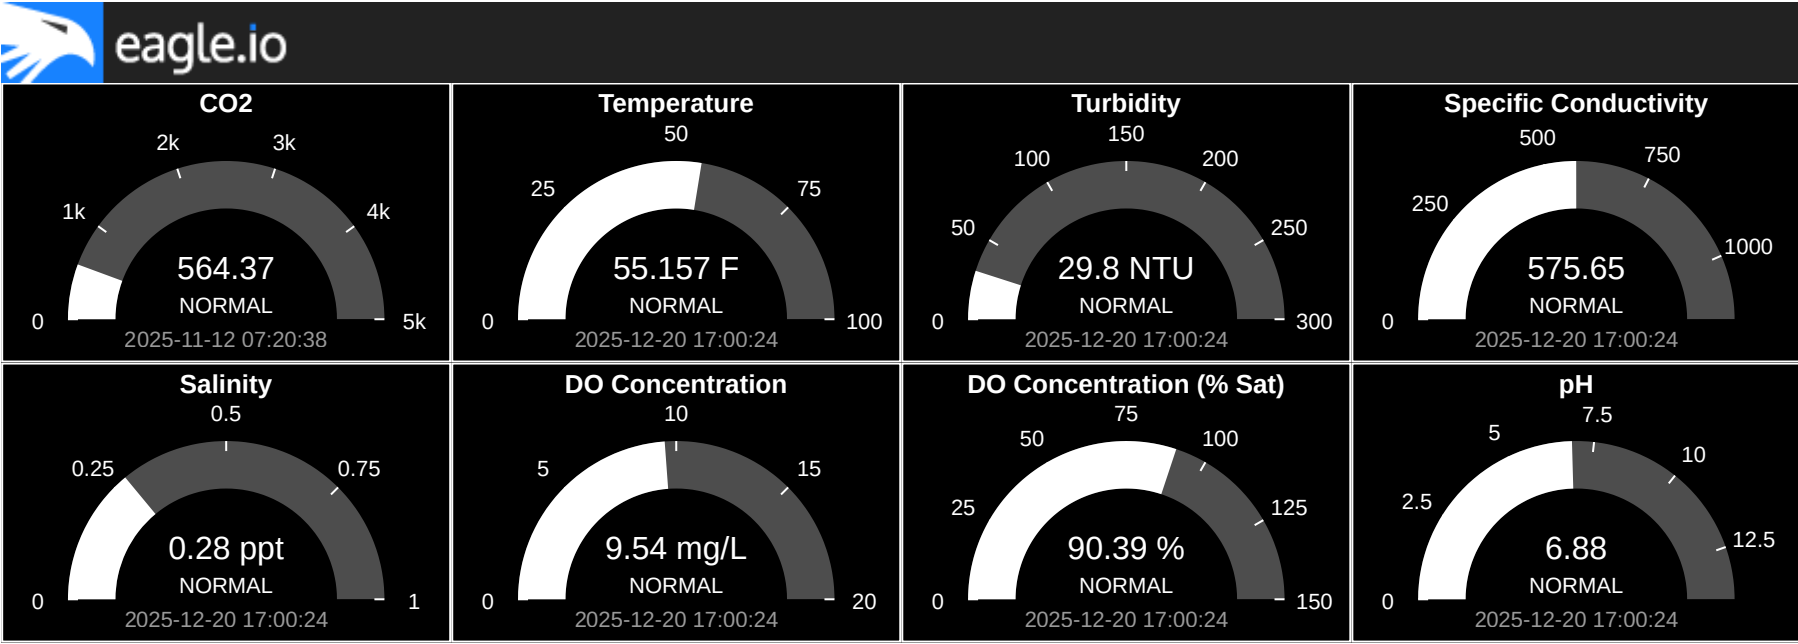 eagle.io
CO2
0
1k
2k
3k
4k
5k
564.37
NORMAL
2025-11-12 07:20:38
Temperature
0
25
50
75
100
55.157 F
NORMAL
2025-12-20 17:00:24
Turbidity
0
50
100
150
200
250
300
29.8 NTU
NORMAL
2025-12-20 17:00:24
Specific Conductivity
0
250
500
750
1000
575.65
NORMAL
2025-12-20 17:00:24
Salinity
0
0.25
0.5
0.75
1
0.28 ppt
NORMAL
2025-12-20 17:00:24
DO Concentration
0
5
10
15
20
9.54 mg/L
NORMAL
2025-12-20 17:00:24
DO Concentration (% Sat)
0
25
50
75
100
125
150
90.39 %
NORMAL
2025-12-20 17:00:24
pH
0
2.5
5
7.5
10
12.5
6.88
NORMAL
2025-12-20 17:00:24